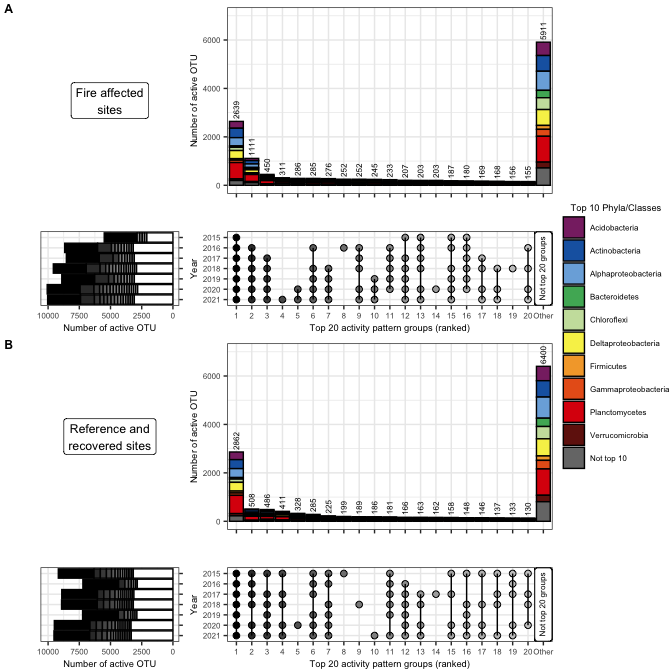 A
Fire affected
sites
Number of active OTU
6000
4000
2000
0
2639
1111
450
311
286
285
276
252
252
245
233
207
203
203
187
180
169
168
156
155
5911
Year
2015
2016
2017
2018
2019
2020
2021
Not top 20 groups
10000 7500 5000 2500 0
Number of active OTU
1 2 3 4 5 6 7 8 9 10 11 12 13 14 15 16 17 18 19 20 Other
Top 20 activity pattern groups (ranked)
Top 10 Phyla/Classes
Acidobacteria
Actinobacteria
Alphaproteobacteria
Bacteroidetes
Chloroflexi
Deltaproteobacteria
Firmicutes
Gammaproteobacteria
Planctomycetes
Verrucomicrobia
Not top 10
B
Reference and
recovered sites
Number of active OTU
6000
4000
2000
0
2862
508
486
411
328
285
225
199
189
186
181
166
163
162
158
148
146
137
133
130
6400
Year
2015
2016
2017
2018
2019
2020
2021
Not top 20 groups
10000 7500 5000 2500 0
Number of active OTU
1 2 3 4 5 6 7 8 9 10 11 12 13 14 15 16 17 18 19 20 Other
Top 20 activity pattern groups (ranked)